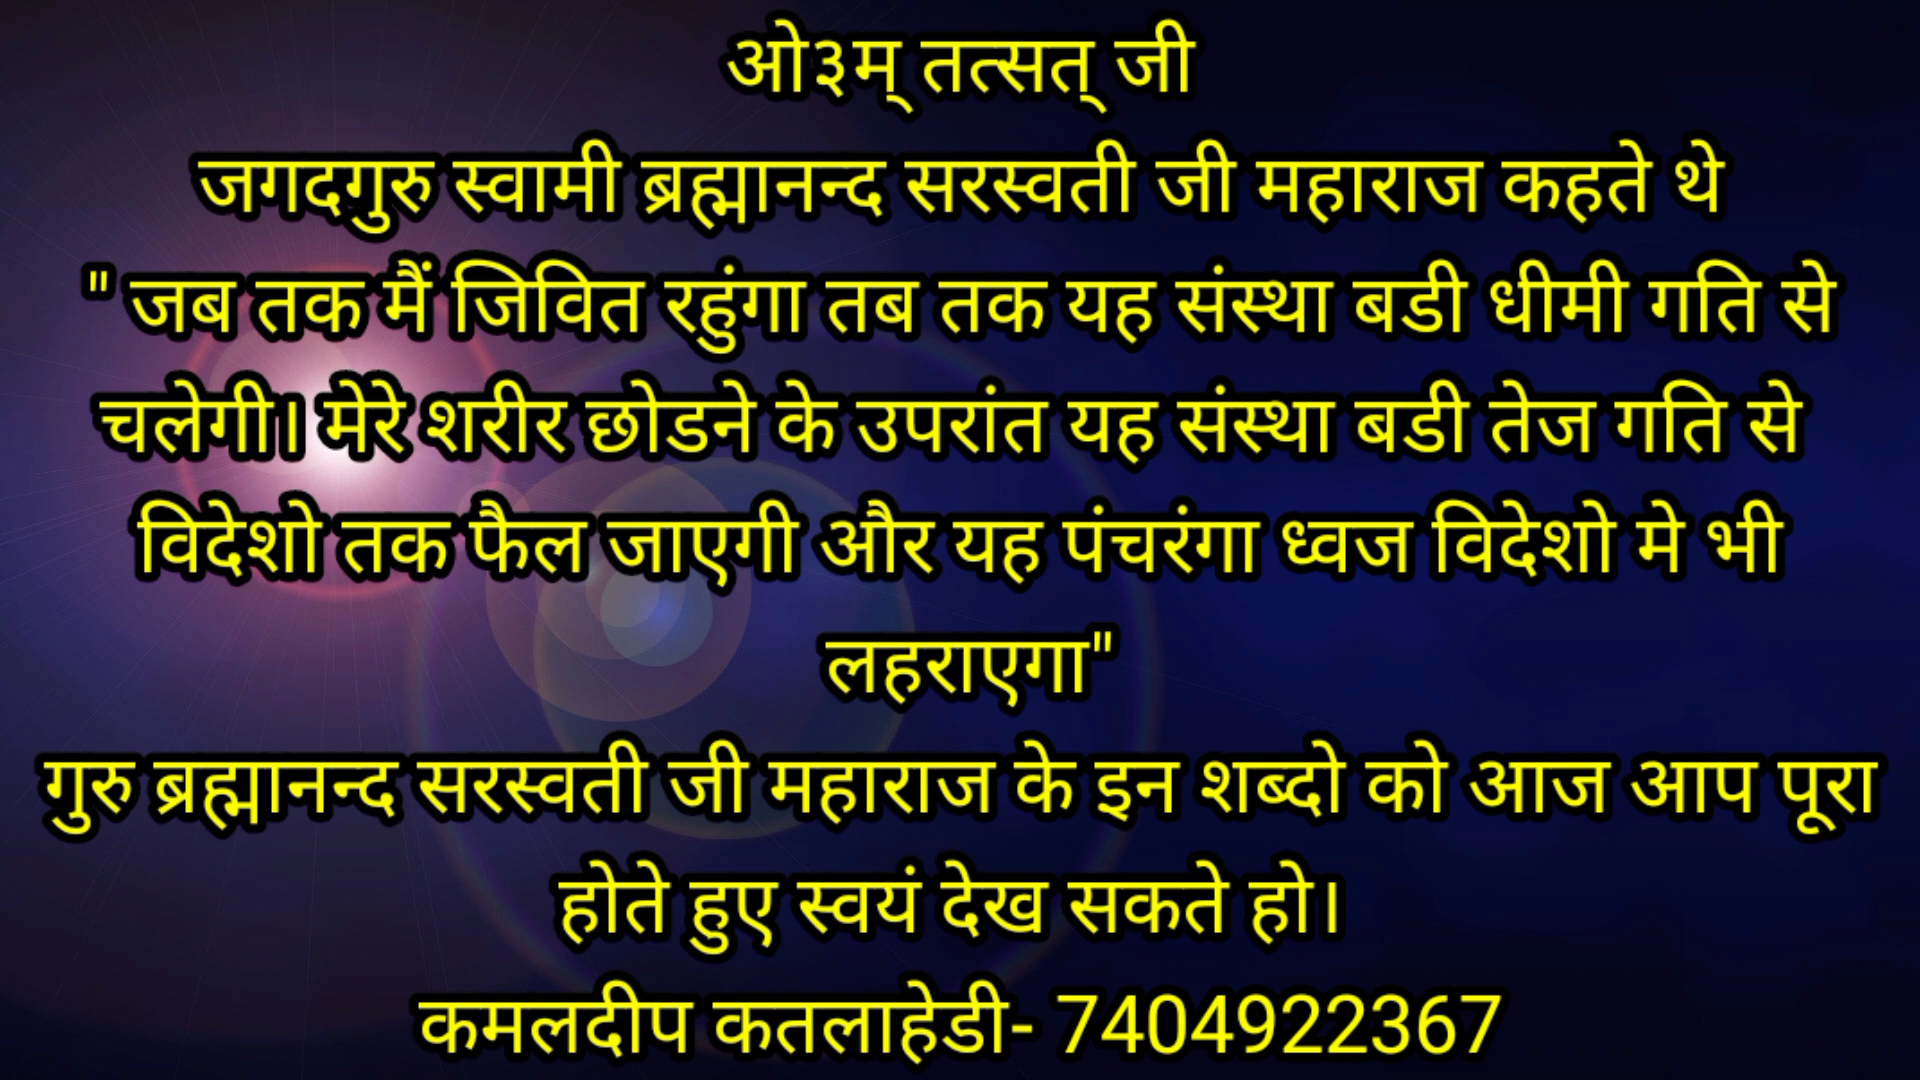 ओ३म् तत्सत् जी
जगदगुरु स्वामी ब्रह्मानन्द सरस्वती जी महाराज कहते थे
" जब तक मैं जिवित रहुंगा तब तक यह संस्था बडी धीमी गति से
चलेगी। मेरे शरीर छोडने के उपरांत यह संस्था बडी तेज गति से
विदेशो तक फैल जाएगी और यह पंचरंगा ध्वज विदेशो मे भी
लहराएगा"
गुरु ब्रह्मानन्द सरस्वती जी महाराज के इन शब्दो को आज आप पूरा
होते हुए स्वयं देख सकते हो।
कमलदीप कतलाहेडी- 7404922367